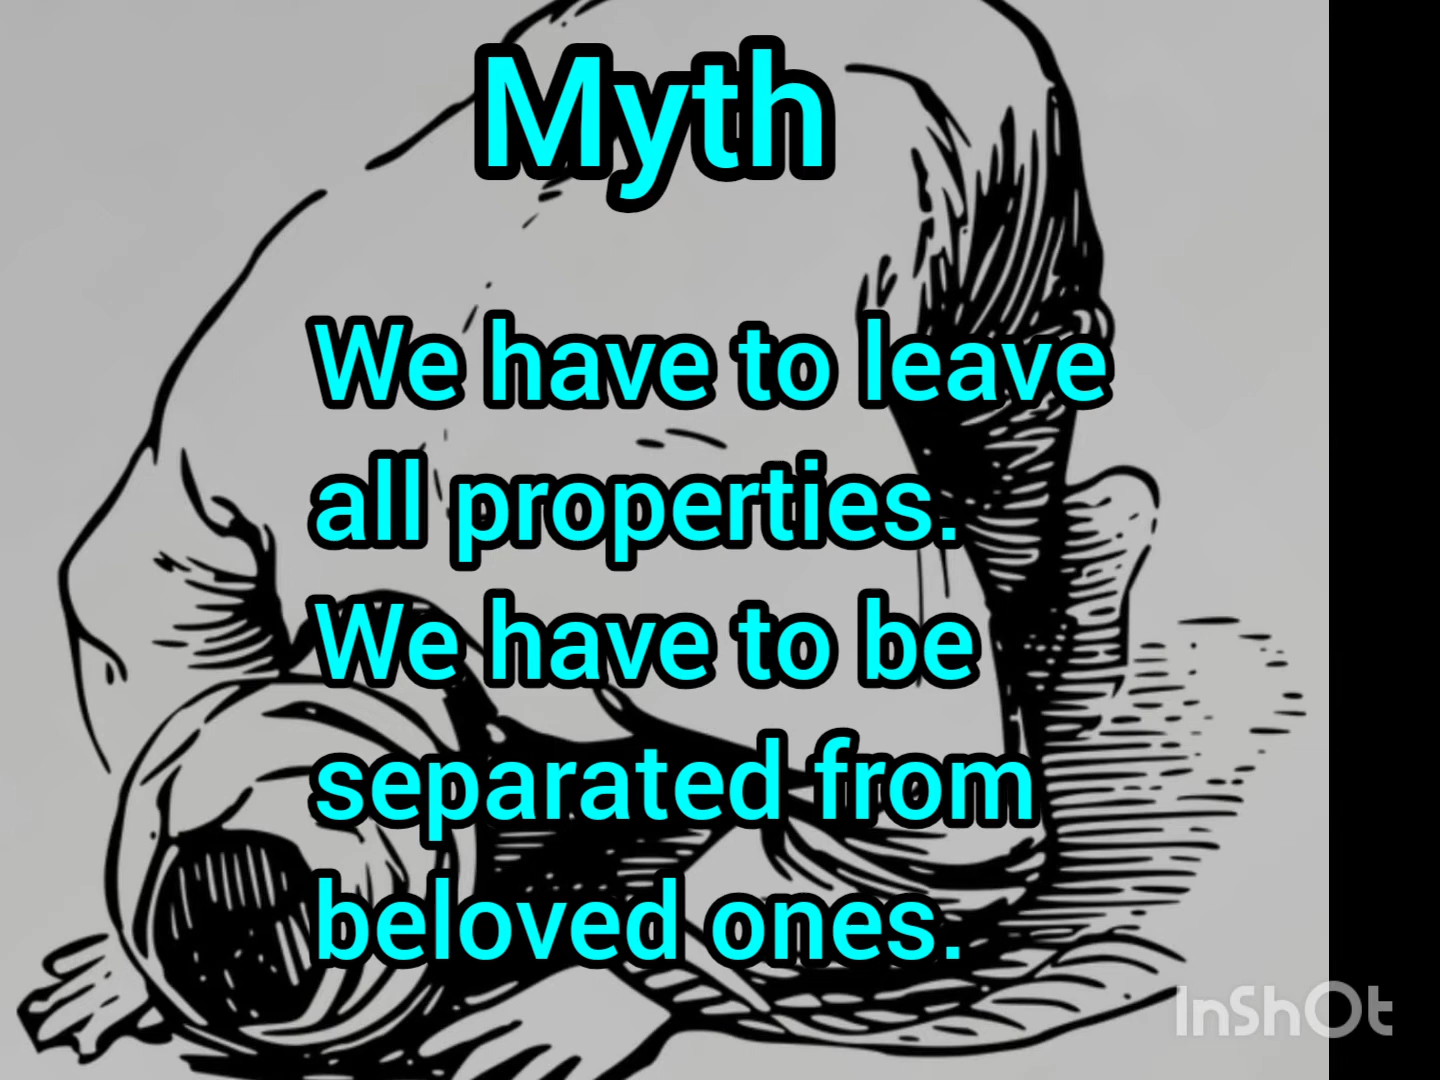 Myth
We have to leave
all properties.
We have to be
separated from
beloved ones.
InShOt